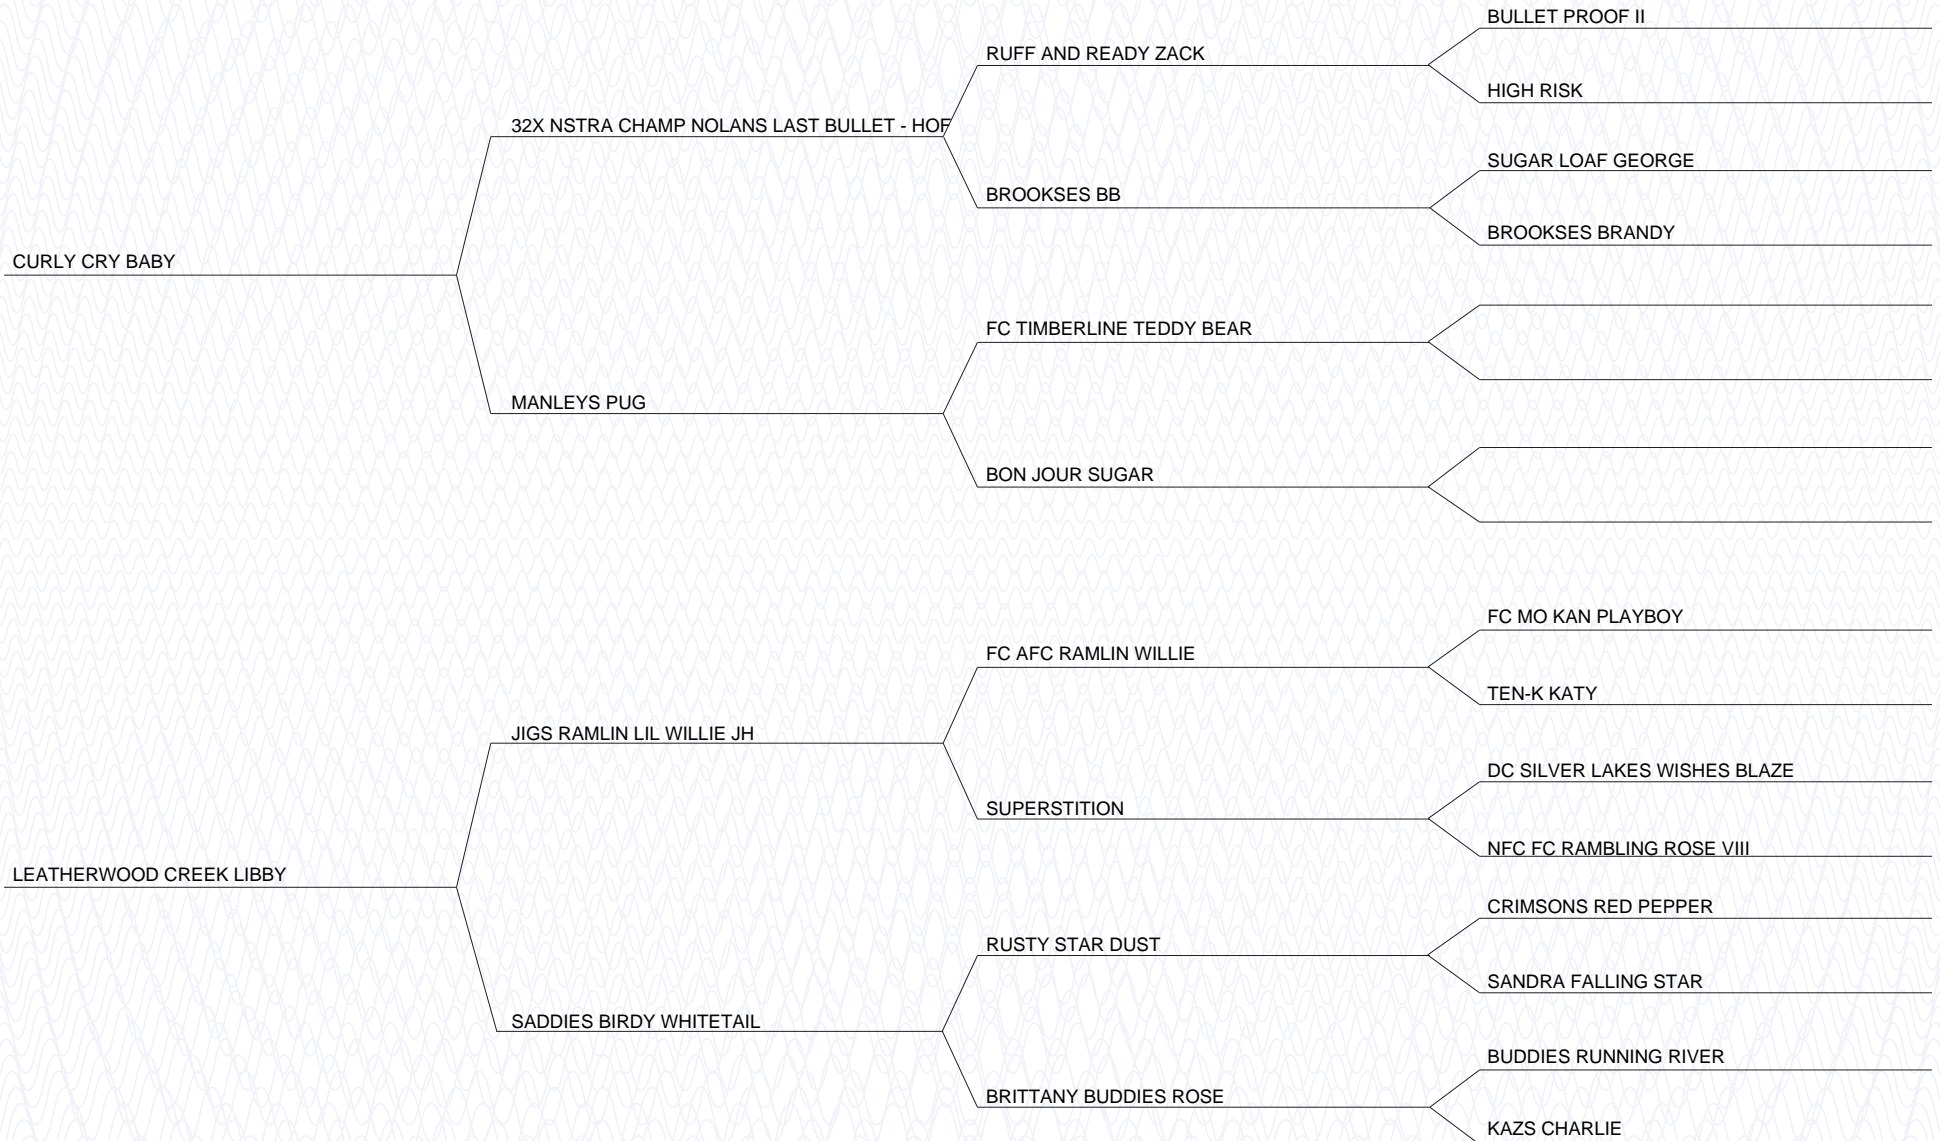 BULLET PROOF II
RUFF AND READY ZACK
HIGH RISK
32X NSTRA CHAMP NOLANS LAST BULLET - HOF
SUGAR LOAF GEORGE
BROOKSES BB
BROOKSES BRANDY
CURLY CRY BABY
FC TIMBERLINE TEDDY BEAR
MANLEYS PUG
BON JOUR SUGAR
FC MO KAN PLAYBOY
FC AFC RAMLIN WILLIE
TEN-K KATY
JIGS RAMLIN LIL WILLIE JH
DC SILVER LAKES WISHES BLAZE
SUPERSTITION
NFC FC RAMBLING ROSE VIII
LEATHERWOOD CREEK LIBBY
CRIMSONS RED PEPPER
RUSTY STAR DUST
SANDRA FALLING STAR
SADDIES BIRDY WHITETAIL
BUDDIES RUNNING RIVER
BRITTANY BUDDIES ROSE
KAZS CHARLIE